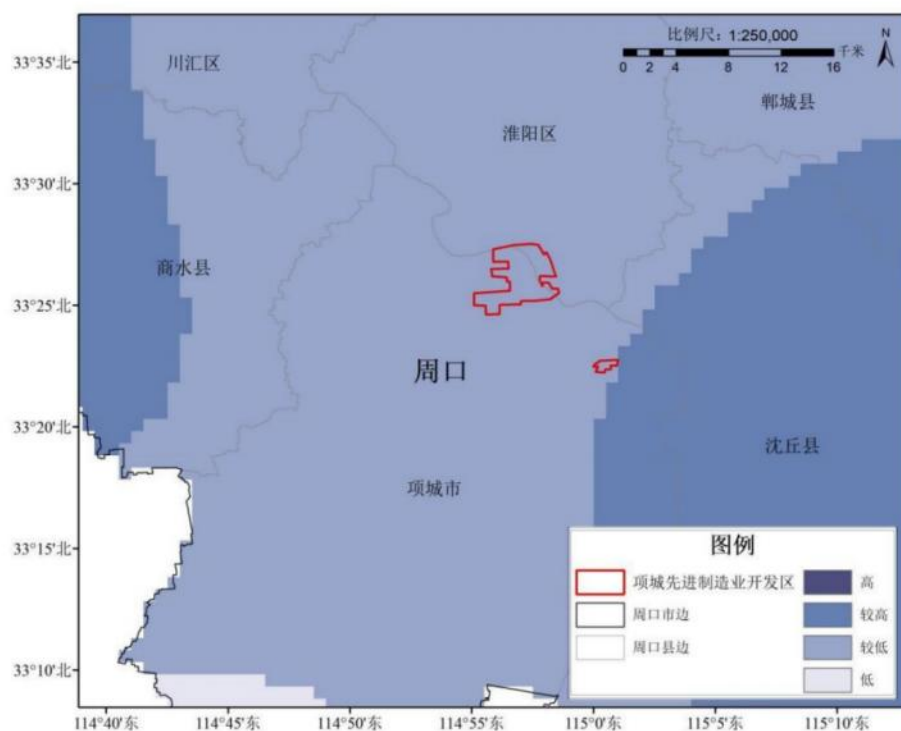 比例尺：1:250,000
千米
0 2 4 8 12 16
N
33°35'北
33°30'北
33°25'北
33°20'北
33°15'北
33°10'北
川汇区
淮阳区
郸城县
商水县
周口
项城市
沈丘县
图例
项城先进制造业开发区
周口市边
周口县边
高
较高
较低
低
114°40'东 114°45'东 114°50'东 114°55'东 115°0'东 115°5'东 115°10'东